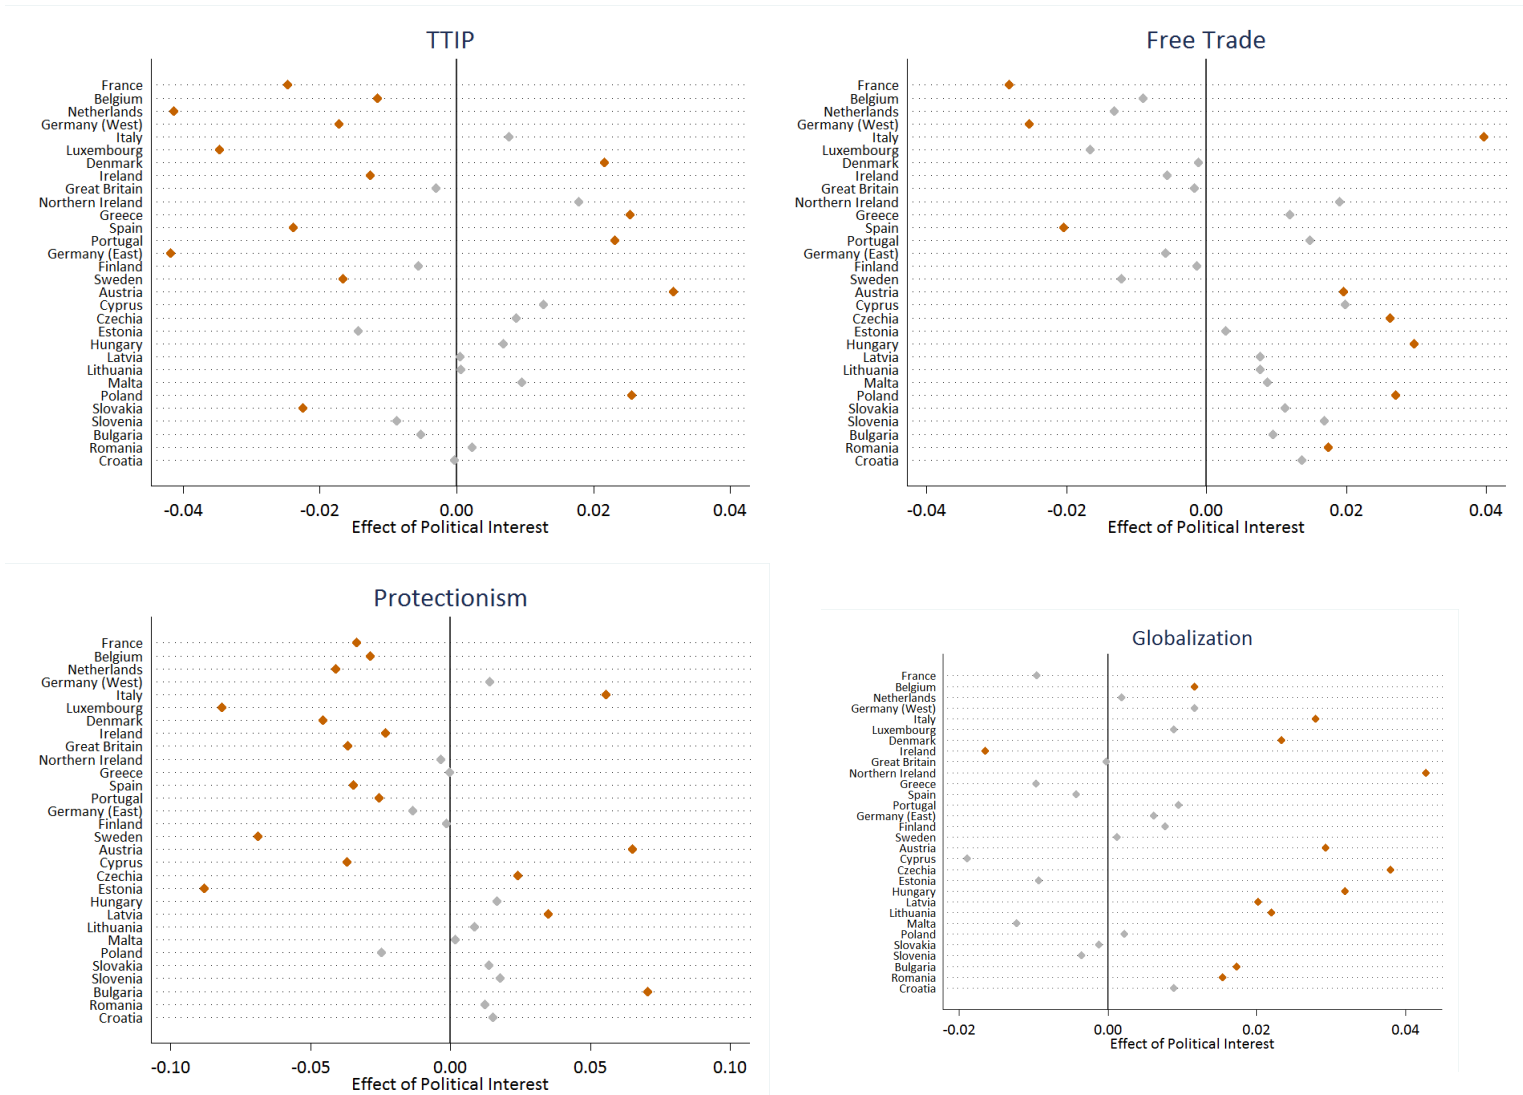 TTIP
France
Belgium
Netherlands
Germany (West)
Italy
Luxembourg
Denmark
Ireland
Great Britain
Northern Ireland
Greece
Spain
Portugal
Germany (East)
Finland
Sweden
Austria
Cyprus
Czechia
Estonia
Hungary
Latvia
Lithuania
Malta
Poland
Slovakia
Slovenia
Bulgaria
Romania
Croatia
-0.04 -0.02 0.00 0.02 0.04
Effect of Political Interest
Free Trade
France
Belgium
Netherlands
Germany (West)
Italy
Luxembourg
Denmark
Ireland
Great Britain
Northern Ireland
Greece
Spain
Portugal
Germany (East)
Finland
Sweden
Austria
Cyprus
Czechia
Estonia
Hungary
Latvia
Lithuania
Malta
Poland
Slovakia
Slovenia
Bulgaria
Romania
Croatia
-0.04 -0.02 0.00 0.02 0.04
Effect of Political Interest
Protectionism
France
Belgium
Netherlands
Germany (West)
Italy
Luxembourg
Denmark
Ireland
Great Britain
Northern Ireland
Greece
Spain
Portugal
Germany (East)
Finland
Sweden
Austria
Cyprus
Czechia
Estonia
Hungary
Latvia
Lithuania
Malta
Poland
Slovakia
Slovenia
Bulgaria
Romania
Croatia
-0.10 -0.05 0.00 0.05 0.10
Effect of Political Interest
Globalization
France
Belgium
Netherlands
Germany (West)
Italy
Luxembourg
Denmark
Ireland
Great Britain
Northern Ireland
Greece
Spain
Portugal
Germany (East)
Finland
Sweden
Austria
Cyprus
Czechia
Estonia
Hungary
Latvia
Lithuania
Malta
Poland
Slovakia
Slovenia
Bulgaria
Romania
Croatia
-0.02 0.00 0.02 0.04
Effect of Political Interest